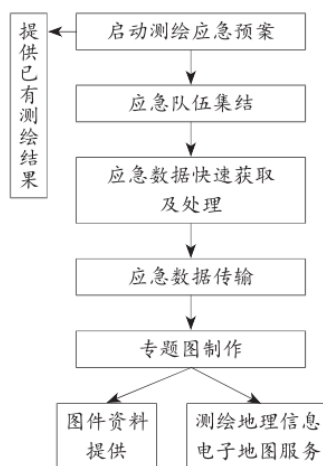 启动测绘应急预案
提供已有测绘结果
应急队伍集结
应急数据快速获取
及处理
应急数据传输
专题图制作
图件资料
提供
测绘地理信息
电子地图服务